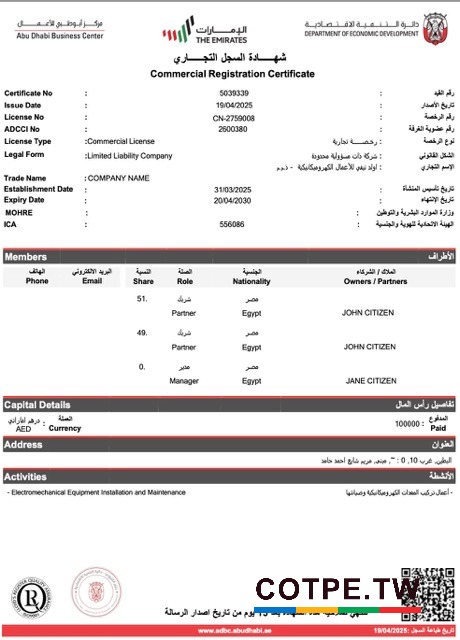 مركز أبوظبي للأعمال
Abu Dhabi Business Center
الإمارات
THE EMIRATES
دائرة التنمية الاقتصادية
DEPARTMENT OF ECONOMIC DEVELOPMENT
شهادة السجل التجاري
Commercial Registration Certificate
Certificate No : 5039339 : رقم القيد
Issue Date : 19/04/2025 : تاريخ الأصدار
License No : CN-2759008 : رقم الرخصة
ADCCI No : 2600380 : رقم عضوية الغرفة
License Type :Commercial License رخصة تجارية : نوع الرخصة
Legal Form :Limited Liability Company شركة ذات مسؤولية محدودة : الشكل القانوني
للأعمال الكهروميكانيكية - ذ.م.م : الإسم التجاري
Trade Name : COMPANY NAME
Establishment Date : 31/03/2025 : تاريخ تأسيس المنشأة
Expiry Date : 20/04/2030 : تاريخ الإنتهاء
MOHRE : : وزارة الموارد البشرية والتوطين
ICA : 556086 : الهيئة الاتحادية للهوية والجنسية
Members الأطراف
الهاتف البريد الالكتروني النسبة الصلة الجنسية الملاك / الشركاء
Phone Email Share Role Nationality Owners / Partners
51. شريك مصر
Partner Egypt JOHN CITIZEN
49. شريك مصر
Partner Egypt JOHN CITIZEN
0. مدير مصر
Manager Egypt JANE CITIZEN
Capital Details تفاصيل رأس المال
درهم إماراتي : العملة 100000 : المدفوع
AED Currency Paid
Address العنوان
غرب 10, 0 : مبنى, مريم احمد حامد
Activities الأنشطة
- Electromechanical Equipment Installation and Maintenance - أعمال تركيب المعدات الكهروميكانيكية وصيانتها
COTPE.TW
يوم من تاريخ اصدار الرسالة
www.adbc.abudhabi.ae
تاريخ طباعة السجل :19/04/2025